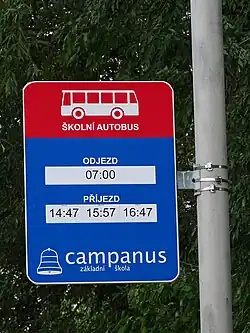 ŠKOLNÍ AUTOBUS
ODJEZD
07:00
PŘÍJEZD
14:47 15:57 16:47
campanus
základní škola